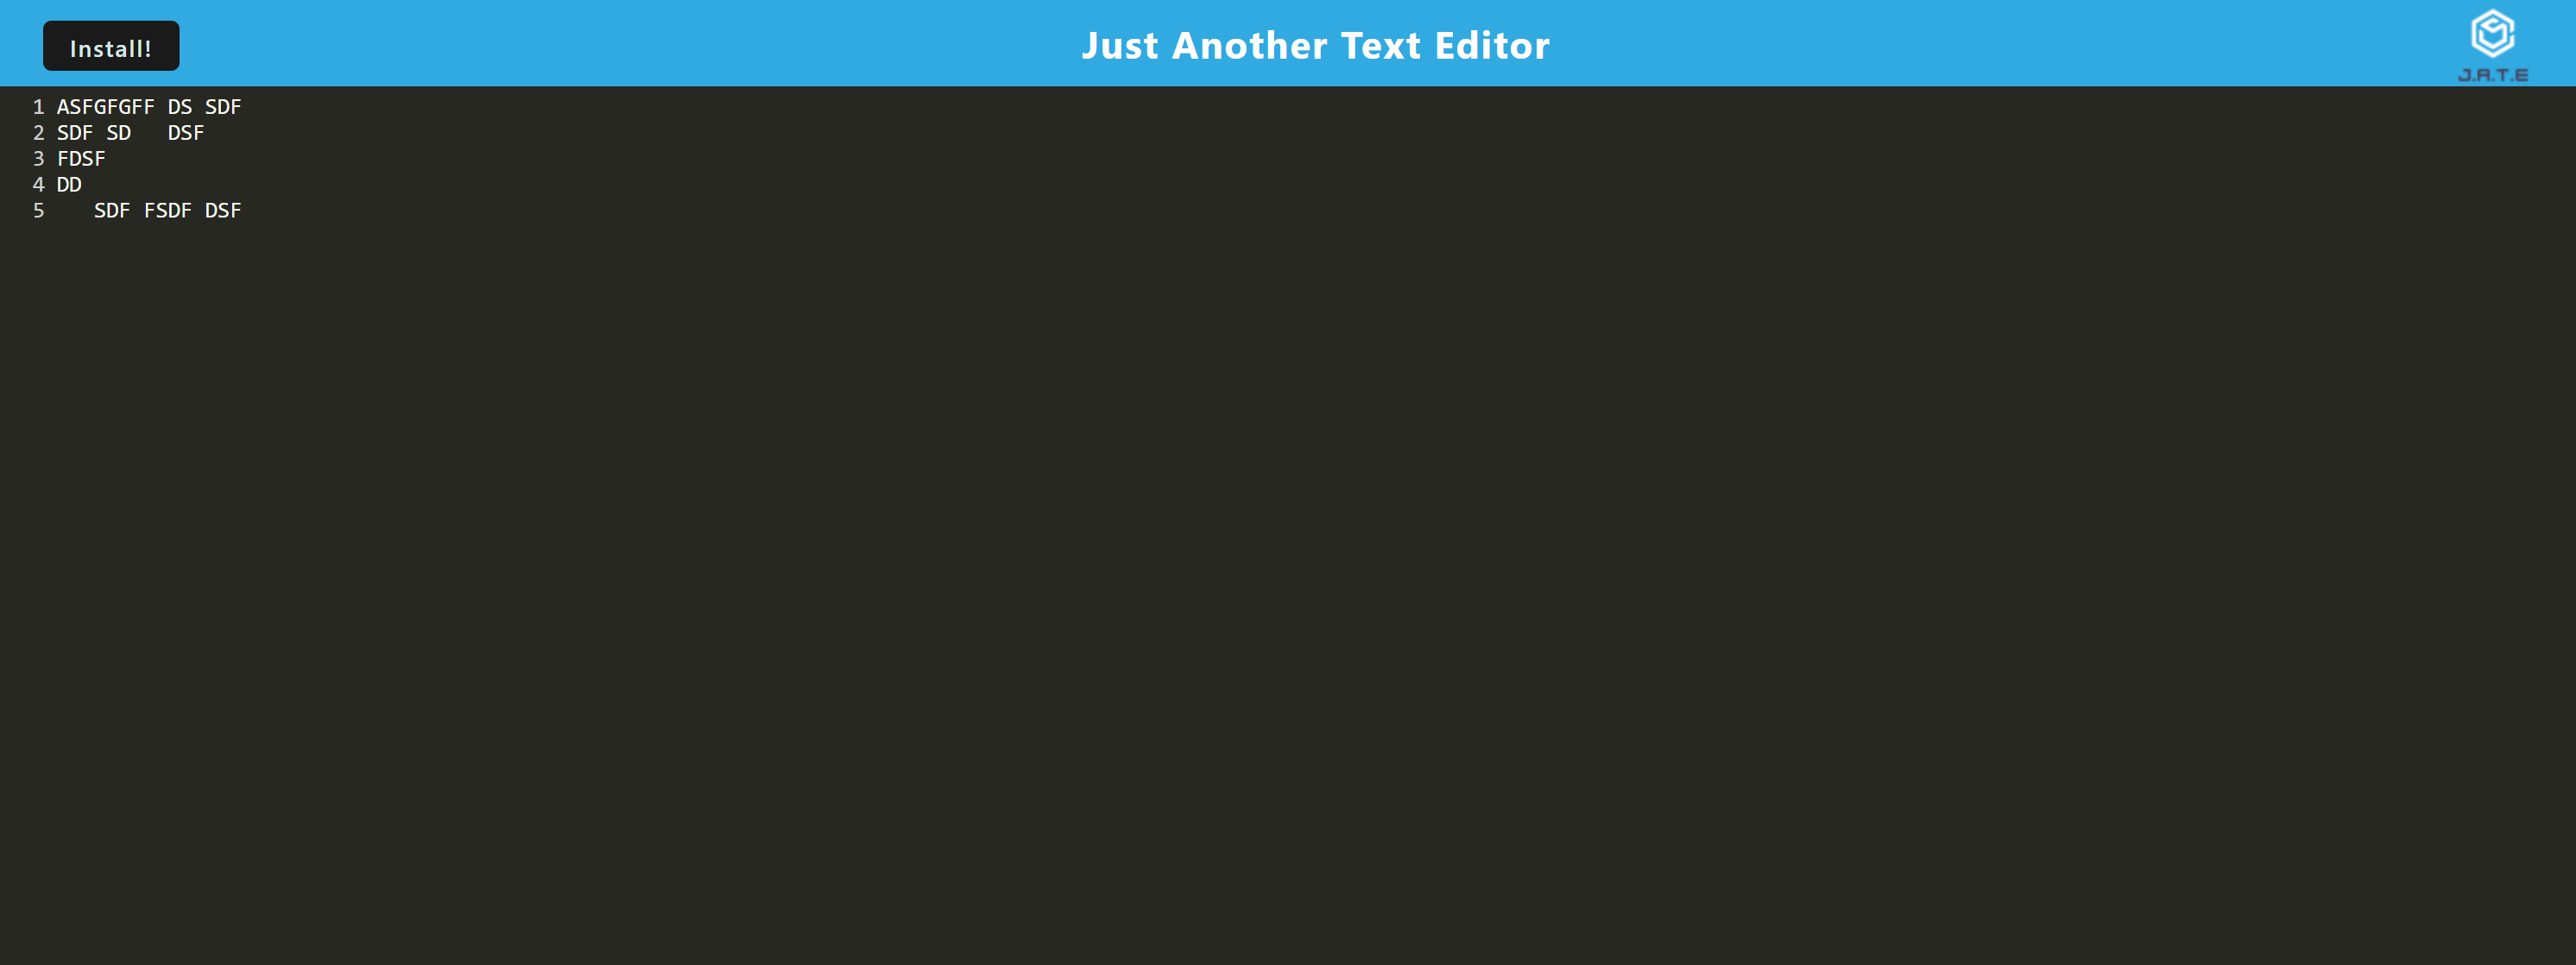 Install!
Just Another Text Editor
J.A.T.E
1 ASFGFGFF DS SDF
2 SDF SD   DSF
3 FDSF
4 DD
5    SDF FSDF DSF